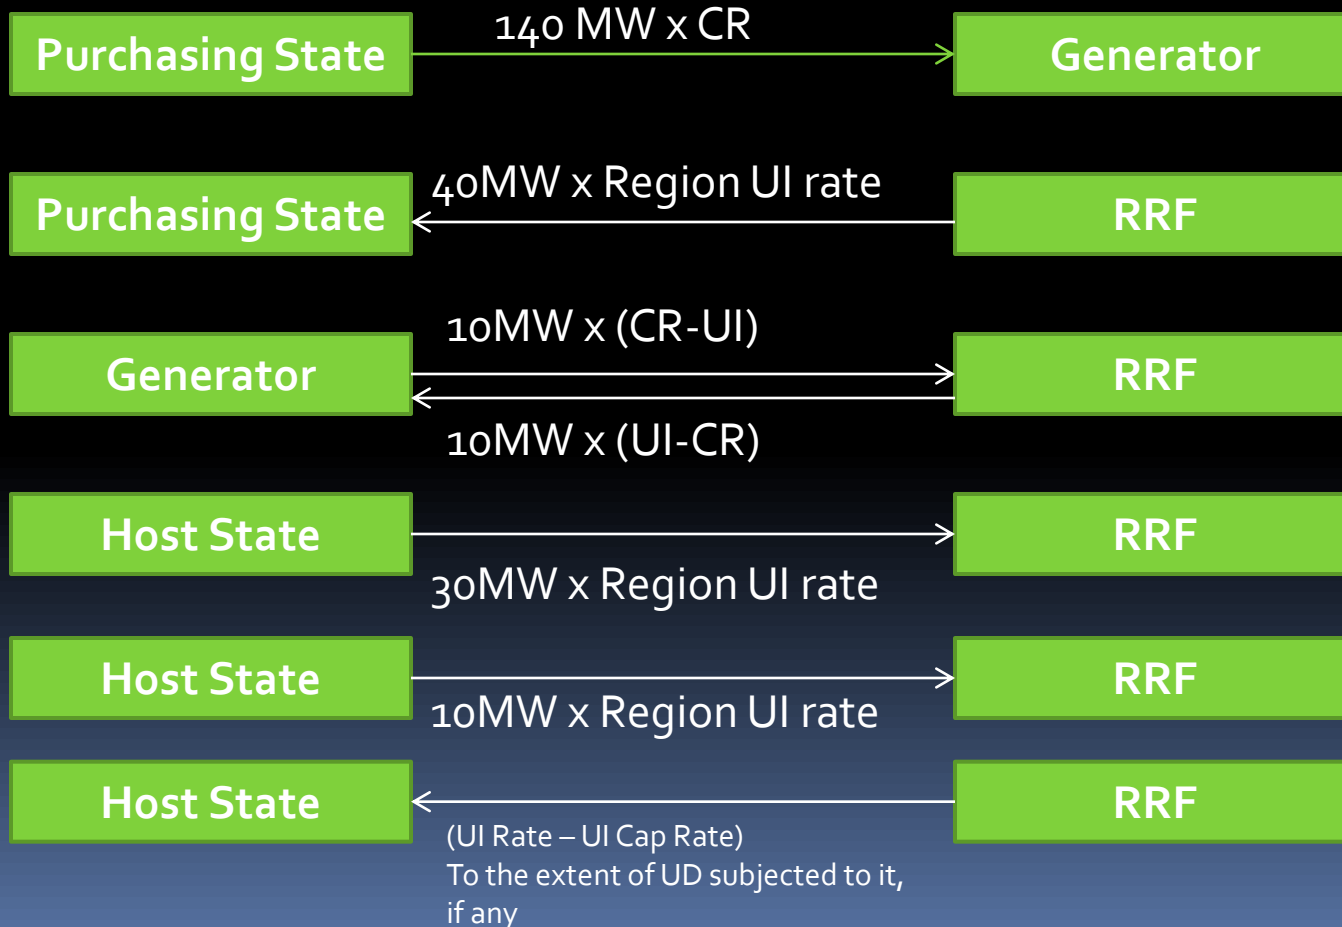 140 MW x CR
Purchasing State
Generator
40MW x Region UI rate
Purchasing State
RRF
10MW x (CR-UI)
Generator
RRF
10MW x (UI-CR)
Host State
RRF
30MW x Region UI rate
Host State
RRF
10MW x Region UI rate
Host State
RRF
(UI Rate – UI Cap Rate)
To the extent of UD subjected to it,
if any